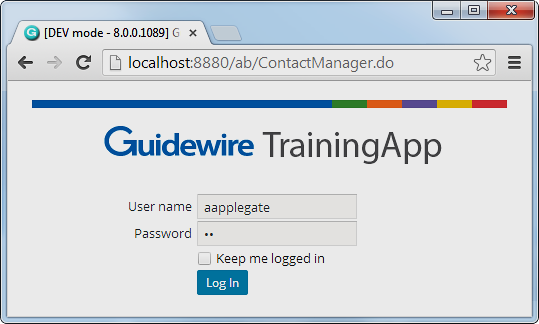 [DEV mode - 8.0.0.1089] G
localhost:8880/ab/ContactManager.do
Guidewire TrainingApp
User name aapplegate
Password ••
Keep me logged in
Log In